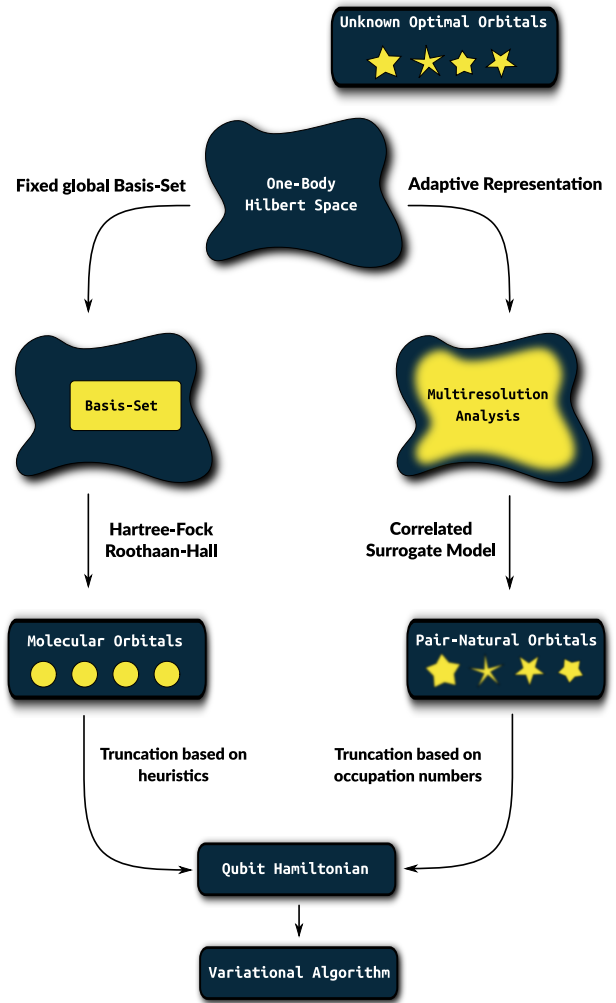 Unknown Optimal Orbitals
One-Body
Hilbert Space
Fixed global Basis-Set
Adaptive Representation
Basis-Set
Multiresolution
Analysis
Hartree-Fock
Roothaan-Hall
Correlated
Surrogate Model
Molecular Orbitals
Pair-Natural Orbitals
Truncation based on
heuristics
Truncation based on
occupation numbers
Qubit Hamiltonian
Variational Algorithm